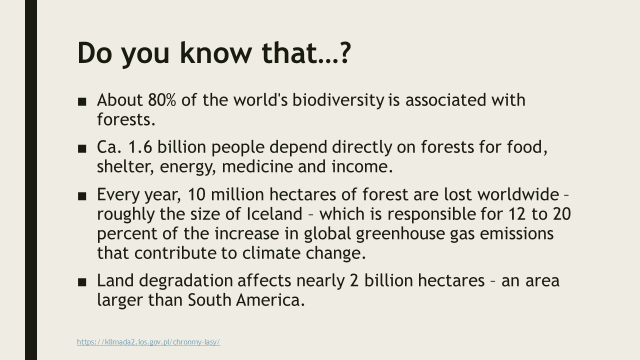 Do you know that…?
■ About 80% of the world's biodiversity is associated with
forests.
■ Ca. 1.6 billion people depend directly on forests for food,
shelter, energy, medicine and income.
■ Every year, 10 million hectares of forest are lost worldwide –
roughly the size of Iceland – which is responsible for 12 to 20
percent of the increase in global greenhouse gas emissions
that contribute to climate change.
■ Land degradation affects nearly 2 billion hectares – an area
larger than South America.
https://klimada2.ios.gov.pl/chronmy-lasy/